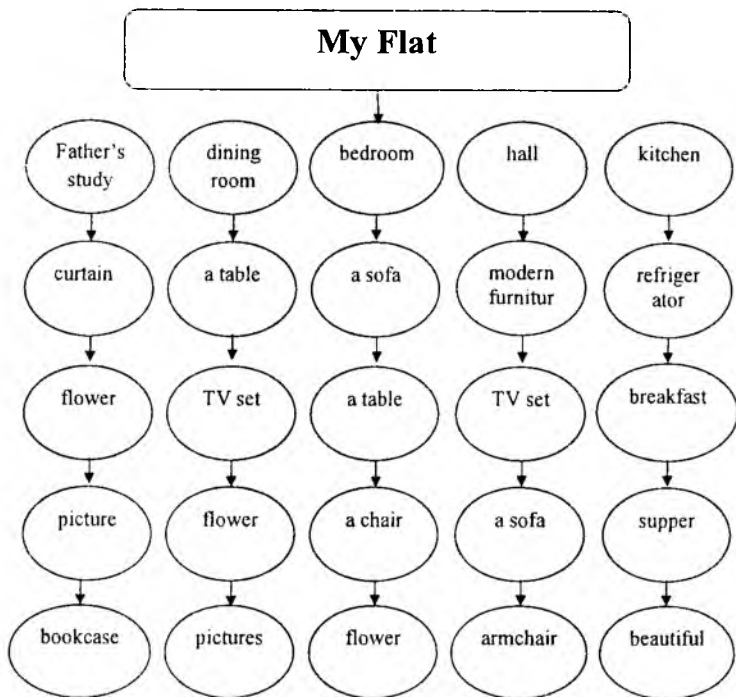 My Flat
Father's
study
dining
room
bedroom
hall
kitchen
curtain
a table
a sofa
modern
furnitur
refriger
ator
flower
TV set
a table
TV set
breakfast
picture
flower
a chair
a sofa
supper
bookcase
pictures
flower
armchair
beautiful